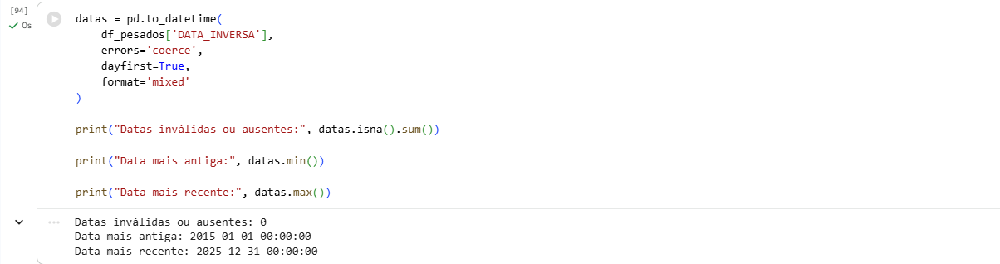 [94]
0s
datas = pd.to_datetime(
    df_pesados['DATA_INVERSA'],
    errors='coerce',
    dayfirst=True,
    format='mixed'
)
print("Datas inválidas ou ausentes:", datas.isna().sum())
print("Data mais antiga:", datas.min())
print("Data mais recente:", datas.max())
Datas inválidas ou ausentes: 0
Data mais antiga: 2015-01-01 00:00:00
Data mais recente: 2025-12-31 00:00:00